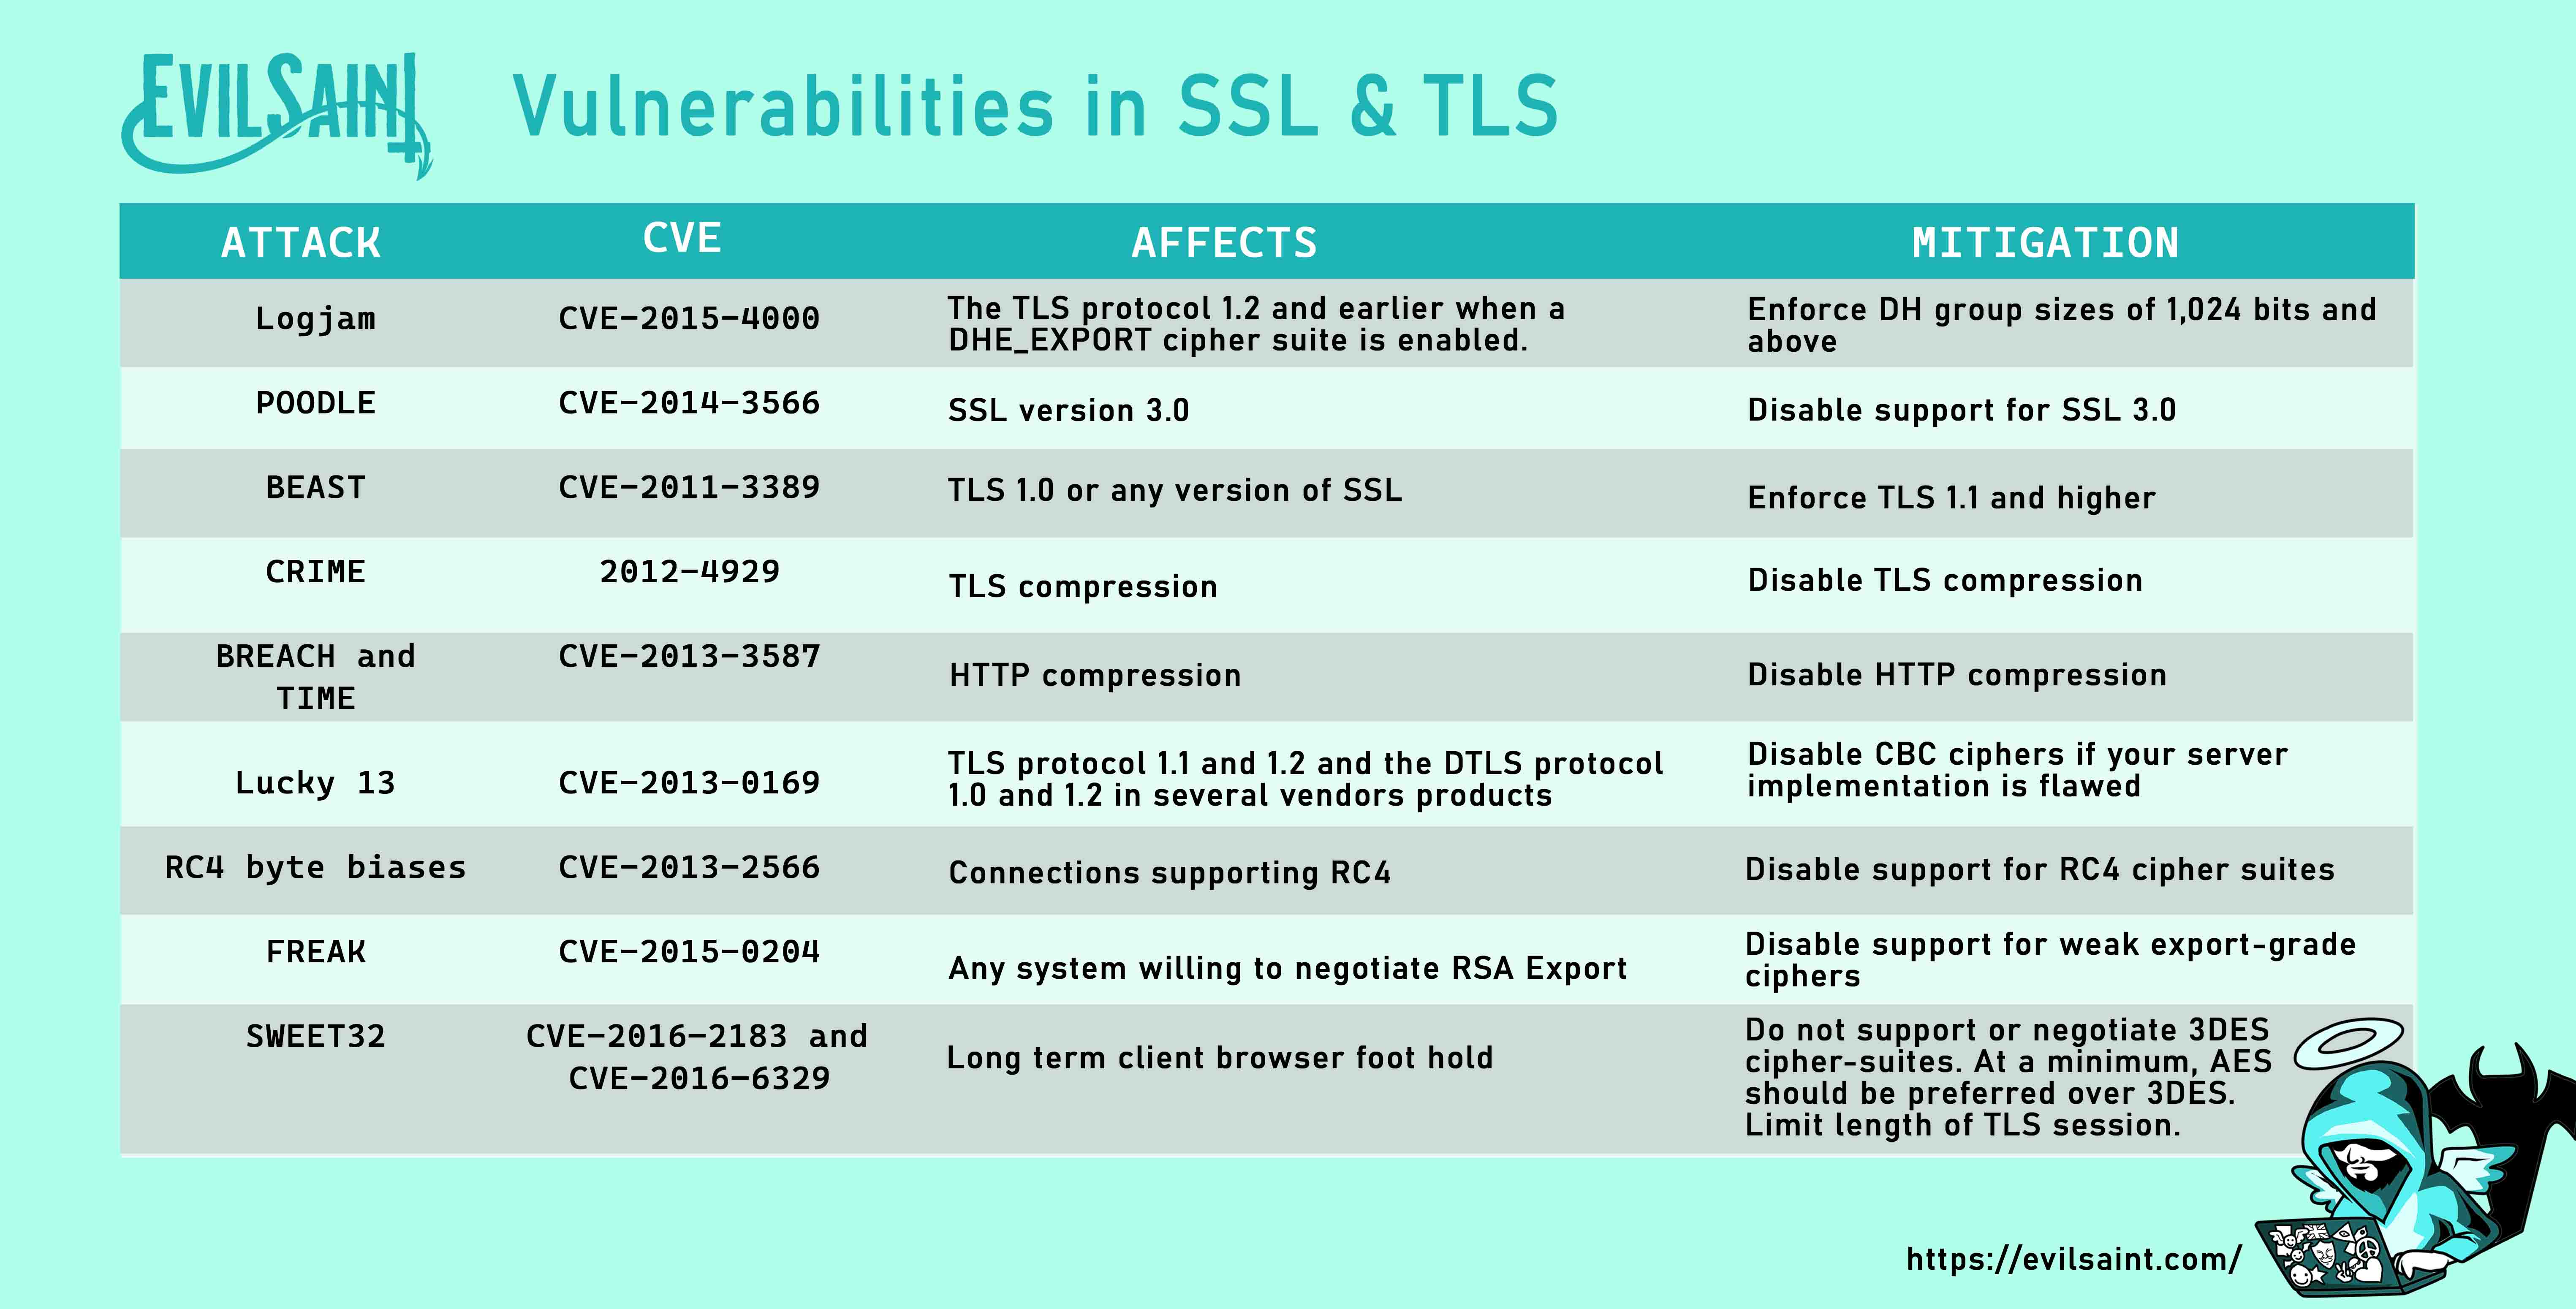 EVILSAINT
Vulnerabilities in SSL & TLS
ATTACK CVE AFFECTS MITIGATION
Logjam
CVE-2015-4000
The TLS protocol 1.2 and earlier when a
DHE_EXPORT cipher suite is enabled.
Enforce DH group sizes of 1,024 bits and
above
POODLE
CVE-2014-3566
SSL version 3.0
Disable support for SSL 3.0
BEAST
CVE-2011-3389
TLS 1.0 or any version of SSL
Enforce TLS 1.1 and higher
CRIME
2012-4929
TLS compression
Disable TLS compression
BREACH and
TIME
CVE-2013-3587
HTTP compression
Disable HTTP compression
Lucky 13
CVE-2013-0169
TLS protocol 1.1 and 1.2 and the DTLS protocol
1.0 and 1.2 in several vendors products
Disable CBC ciphers if your server
implementation is flawed
RC4 byte biases
CVE-2013-2566
Connections supporting RC4
Disable support for RC4 cipher suites
FREAK
CVE-2015-0204
Any system willing to negotiate RSA Export
Disable support for weak export-grade
ciphers
SWEET32
CVE-2016-2183 and
CVE-2016-6329
Long term client browser foot hold
Do not support or negotiate 3DES
cipher-suites. At a minimum, AES
should be preferred over 3DES.
Limit length of TLS session.
https://evilsaint.com/